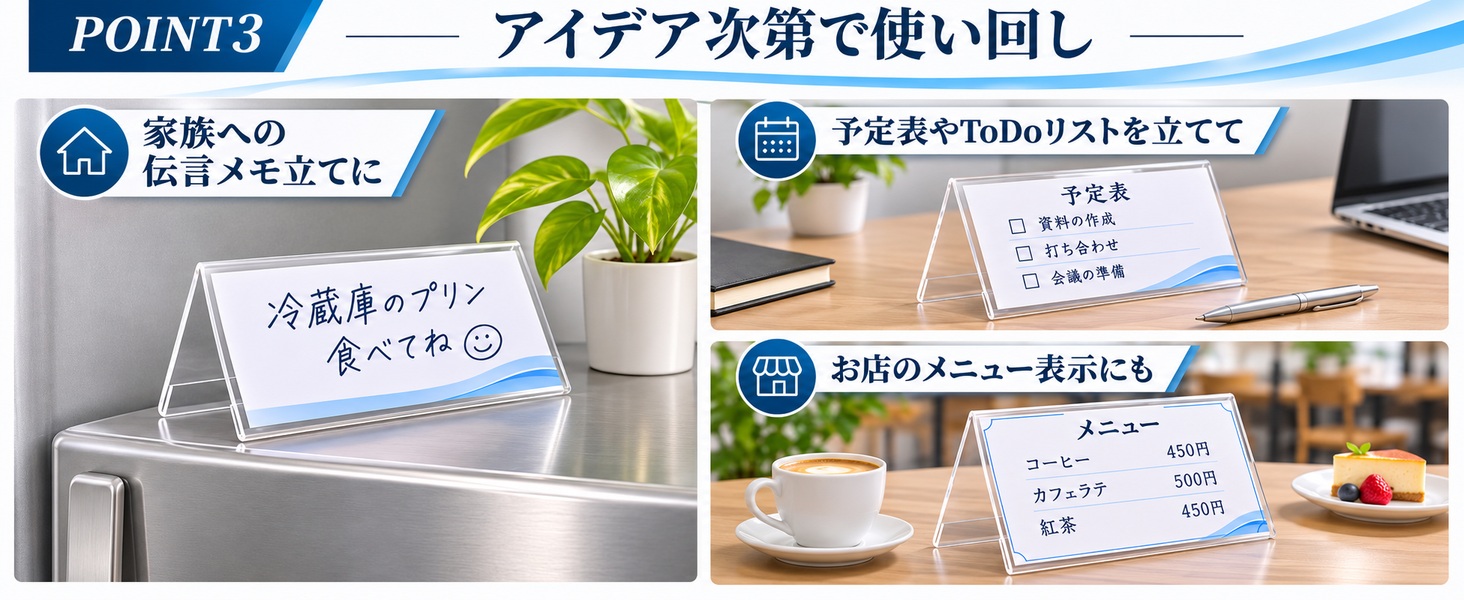 POINT3
アイデア次第で使い回し
家族への
伝言メモ立てに
冷蔵庫のプリン
食べてね
予定表やToDoリストを立てて
予定表
資料の作成
打ち合わせ
会議の準備
お店のメニュー表示にも
メニュー
コーヒー 450円
カフェラテ 500円
紅茶 450円